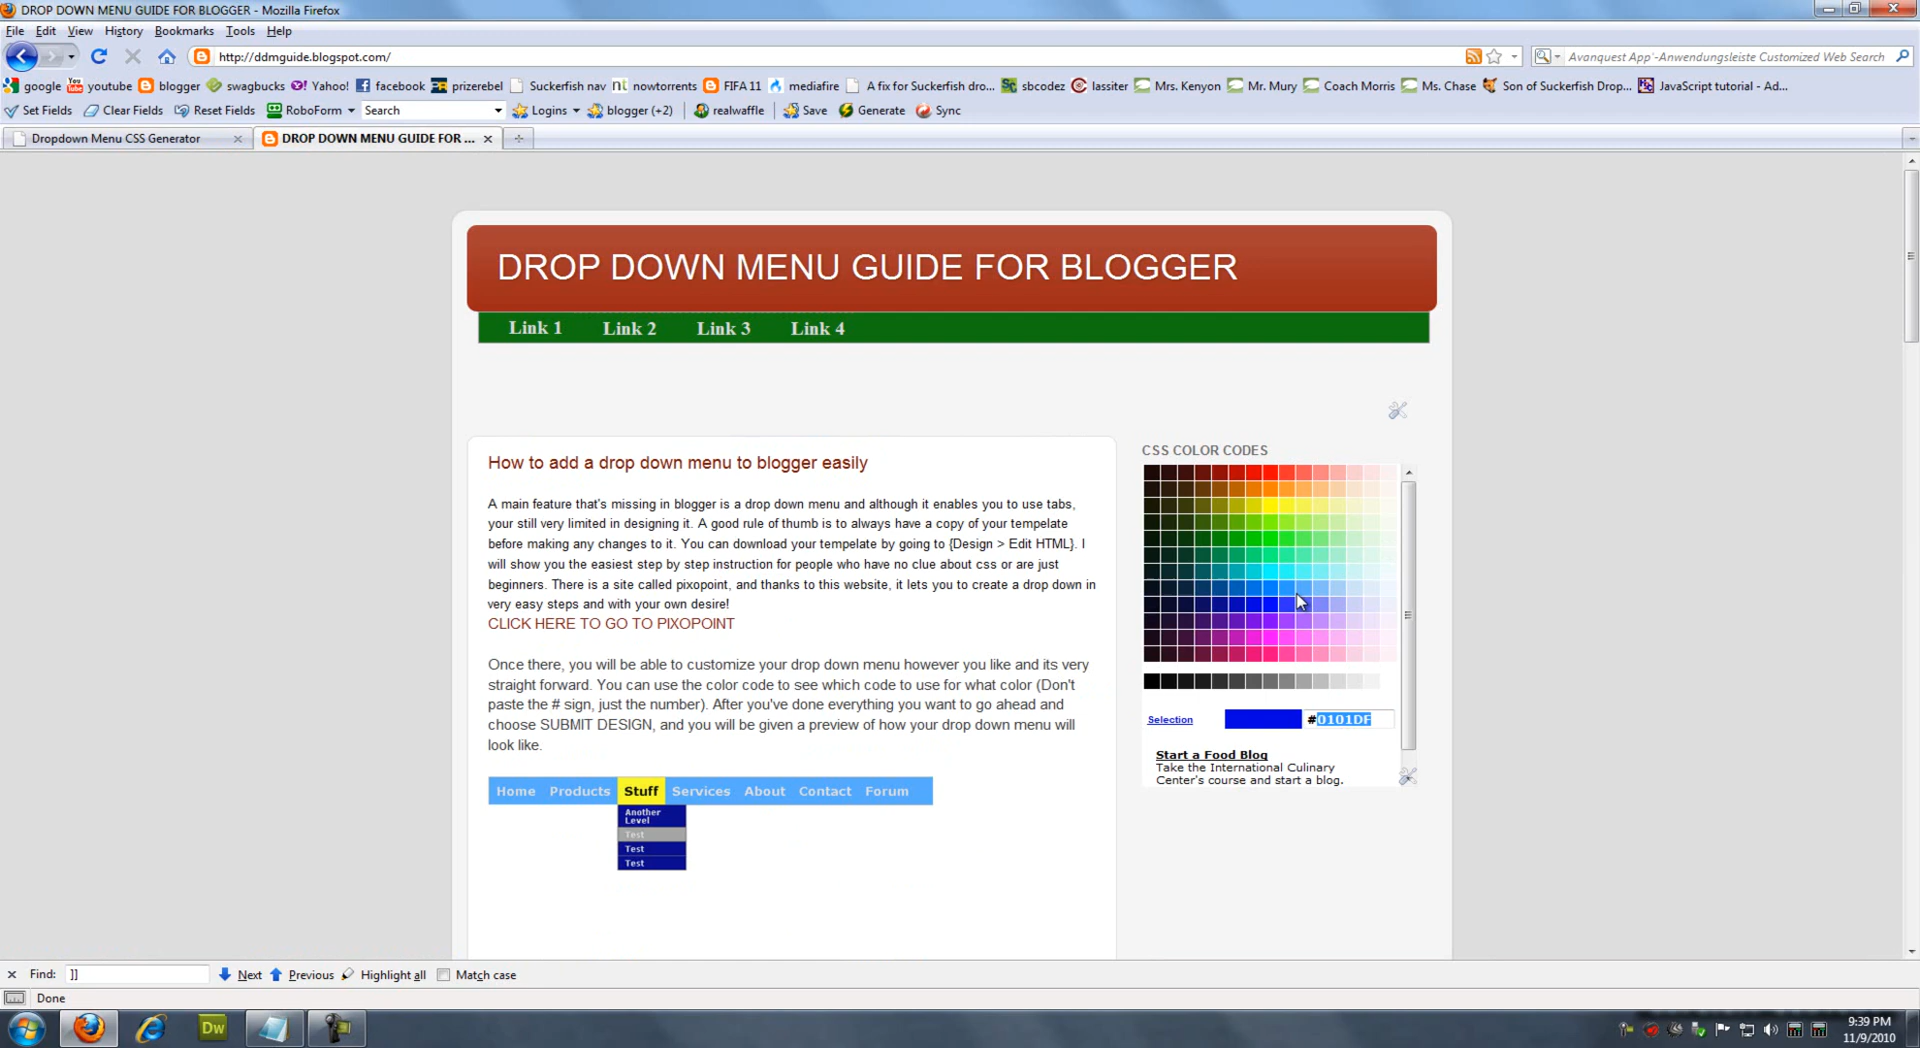 DROP DOWN MENU GUIDE FOR BLOGGER - Mozilla Firefox
File Edit View History Bookmarks Tools Help
http://ddmguide.blogspot.com/
Avanquest App'-Anwendungsleiste Customized Web Search
google youtube blogger swagbucks Yahoo! facebook prizerebel Suckerfish nav nowtorrents FIFA 11 mediafire A fix for Suckerfish dro... sbcodez lassiter Mrs. Kenyon Mr. Mury Coach Morris Ms. Chase Son of Suckerfish Drop... JavaScript tutorial - Ad...
Set Fields Clear Fields Reset Fields RoboForm Search Logins blogger (+2) realwaffle Save Generate Sync
Dropdown Menu CSS Generator DROP DOWN MENU GUIDE FOR ...
DROP DOWN MENU GUIDE FOR BLOGGER
Link 1 Link 2 Link 3 Link 4
How to add a drop down menu to blogger easily
A main feature that's missing in blogger is a drop down menu and although it enables you to use tabs,
your still very limited in designing it. A good rule of thumb is to always have a copy of your tempelate
before making any changes to it. You can download your tempelate by going to {Design > Edit HTML}. I
will show you the easiest step by step instruction for people who have no clue about css or are just
beginners. There is a site called pixopoint, and thanks to this website, it lets you to create a drop down in
very easy steps and with your own desire!
CLICK HERE TO GO TO PIXOPOINT
Once there, you will be able to customize your drop down menu however you like and its very
straight forward. You can use the color code to see which code to use for what color (Don't
paste the # sign, just the number). After you've done everything you want to go ahead and
choose SUBMIT DESIGN, and you will be given a preview of how your drop down menu will
look like.
Home Products Stuff Services About Contact Forum
Another
Level
Test
Test
Test
CSS COLOR CODES
Selection #0101DF
Start a Food Blog
Take the International Culinary
Center's course and start a blog.
Find: ]] Next Previous Highlight all Match case
Done
Dw
9:39 PM
11/9/2010